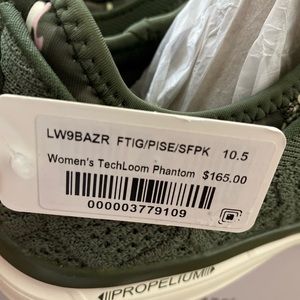 LW9BAZR FTIG/PISE/SFPK 10.5
Women's TechLoom Phantom $165.00
000003779109
PROPELIUM